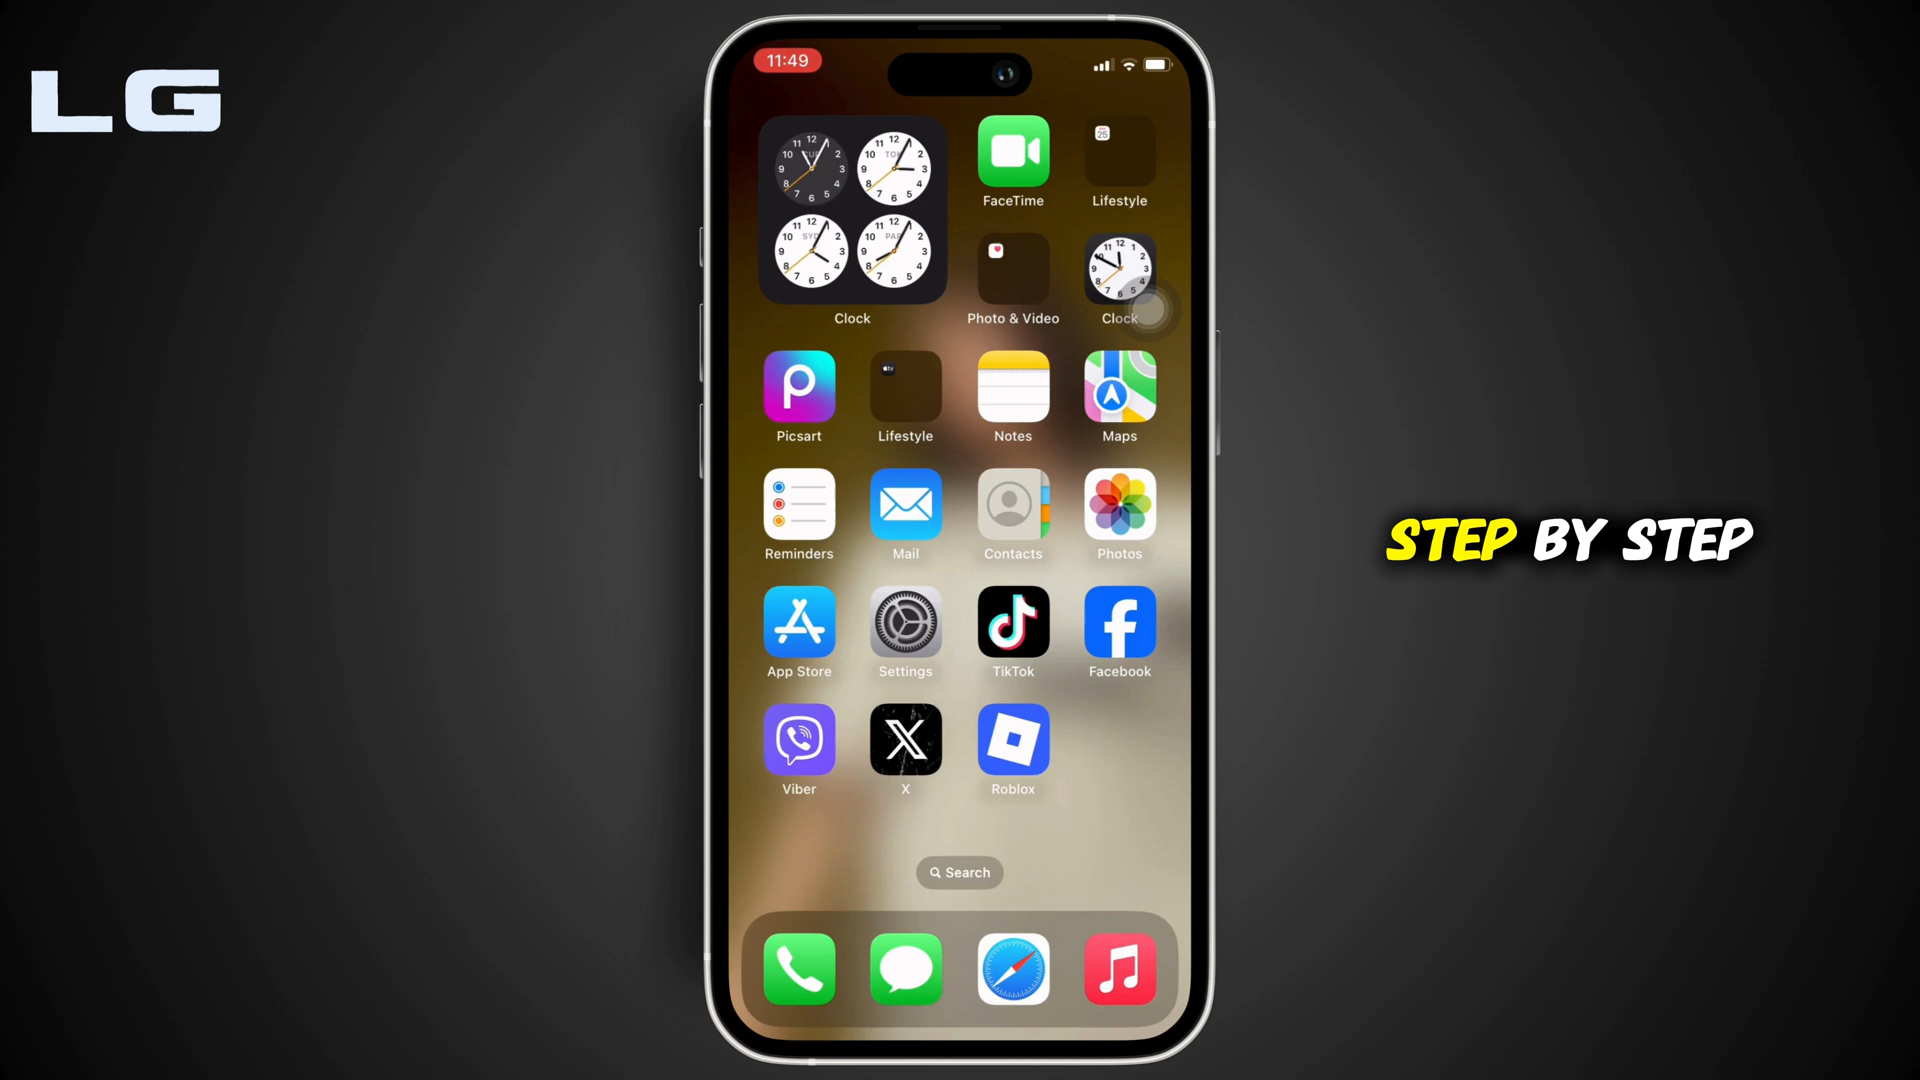 LG
11:49
FaceTime
Lifestyle
25
Clock
Photo & Video
Clock
Picsart
Lifestyle
Notes
Maps
Reminders
Mail
Contacts
Photos
STEP BY STEP
App Store
Settings
TikTok
Facebook
Viber
X
Roblox
Search